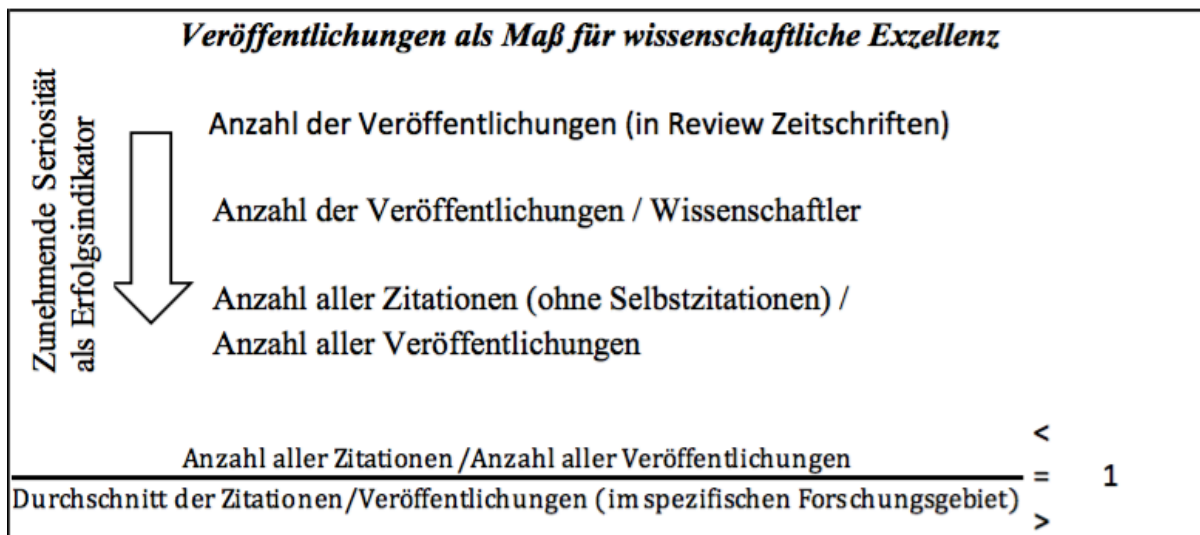 Veröffentlichungen als Maß für wissenschaftliche Exzellenz
Zunehmende Seriosität
als Erfolgsindikator
Anzahl der Veröffentlichungen (in Review Zeitschriften)
Anzahl der Veröffentlichungen / Wissenschaftler
Anzahl aller Zitationen (ohne Selbstzitationen) /
Anzahl aller Veröffentlichungen
Anzahl aller Zitationen /Anzahl aller Veröffentlichungen
Durchschnitt der Zitationen/Veröffentlichungen (im spezifischen Forschungsgebiet)
<
= 1
>